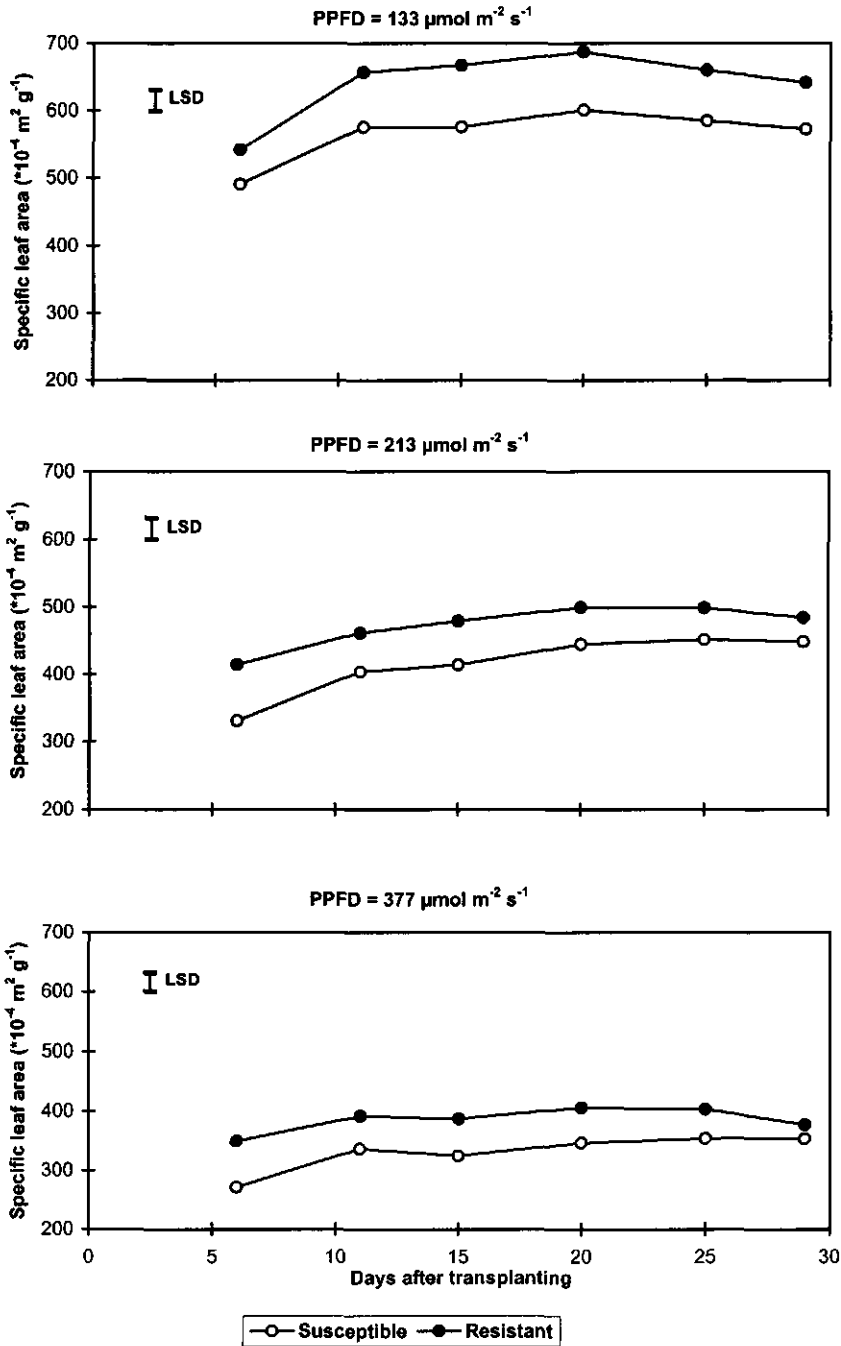 PPFD = 133 µmol m⁻² s⁻¹
Specific leaf area (*10⁻⁴ m² g⁻¹)
700
600
500
400
300
200
LSD
PPFD = 213 µmol m⁻² s⁻¹
Specific leaf area (*10⁻⁴ m² g⁻¹)
700
600
500
400
300
200
LSD
PPFD = 377 µmol m⁻² s⁻¹
Specific leaf area (*10⁻⁴ m² g⁻¹)
700
600
500
400
300
200
LSD
0 5 10 15 20 25 30
Days after transplanting
Susceptible Resistant